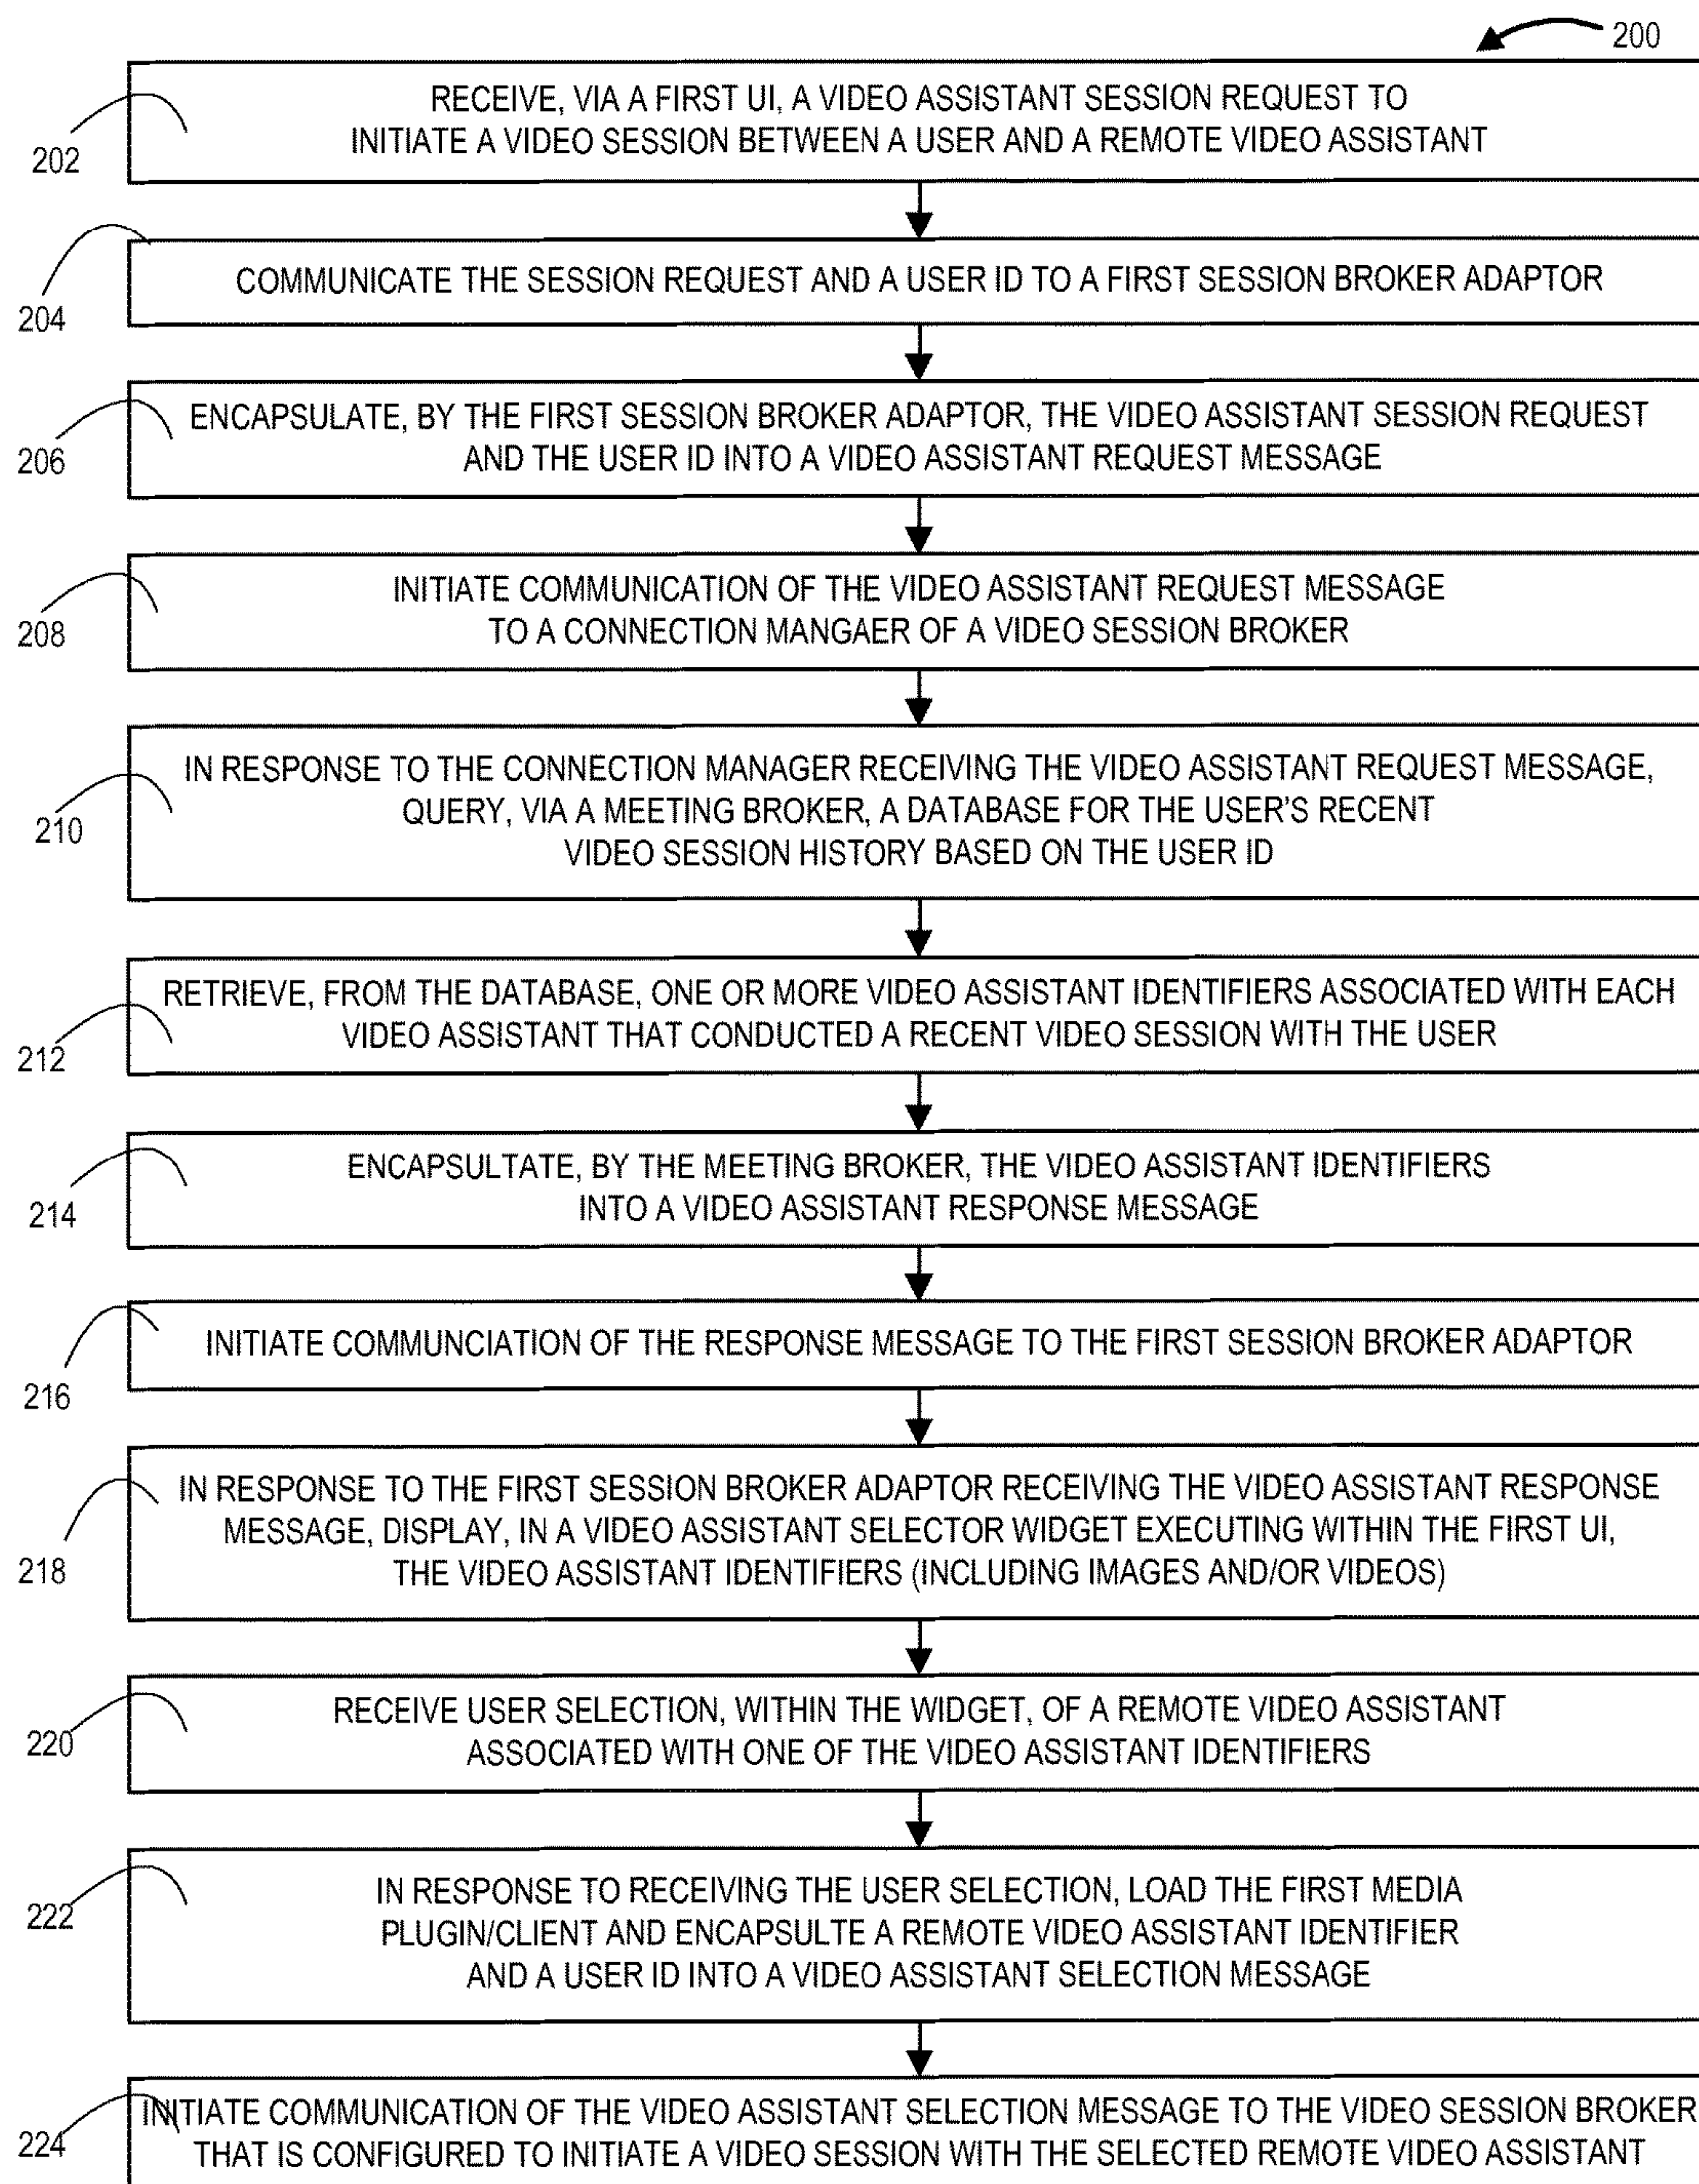 200
RECEIVE, VIA A FIRST UI, A VIDEO ASSISTANT SESSION REQUEST TO
INITIATE A VIDEO SESSION BETWEEN A USER AND A REMOTE VIDEO ASSISTANT
202
COMMUNICATE THE SESSION REQUEST AND A USER ID TO A FIRST SESSION BROKER ADAPTOR
204
ENCAPSULATE, BY THE FIRST SESSION BROKER ADAPTOR, THE VIDEO ASSISTANT SESSION REQUEST
AND THE USER ID INTO A VIDEO ASSISTANT REQUEST MESSAGE
206
INITIATE COMMUNICATION OF THE VIDEO ASSISTANT REQUEST MESSAGE
TO A CONNECTION MANGAER OF A VIDEO SESSION BROKER
208
IN RESPONSE TO THE CONNECTION MANAGER RECEIVING THE VIDEO ASSISTANT REQUEST MESSAGE,
QUERY, VIA A MEETING BROKER, A DATABASE FOR THE USER'S RECENT
VIDEO SESSION HISTORY BASED ON THE USER ID
210
RETRIEVE, FROM THE DATABASE, ONE OR MORE VIDEO ASSISTANT IDENTIFIERS ASSOCIATED WITH EACH
VIDEO ASSISTANT THAT CONDUCTED A RECENT VIDEO SESSION WITH THE USER
212
ENCAPSULTATE, BY THE MEETING BROKER, THE VIDEO ASSISTANT IDENTIFIERS
INTO A VIDEO ASSISTANT RESPONSE MESSAGE
214
INITIATE COMMUNCIATION OF THE RESPONSE MESSAGE TO THE FIRST SESSION BROKER ADAPTOR
216
IN RESPONSE TO THE FIRST SESSION BROKER ADAPTOR RECEIVING THE VIDEO ASSISTANT RESPONSE
MESSAGE, DISPLAY, IN A VIDEO ASSISTANT SELECTOR WIDGET EXECUTING WITHIN THE FIRST UI,
THE VIDEO ASSISTANT IDENTIFIERS (INCLUDING IMAGES AND/OR VIDEOS)
218
RECEIVE USER SELECTION, WITHIN THE WIDGET, OF A REMOTE VIDEO ASSISTANT
ASSOCIATED WITH ONE OF THE VIDEO ASSISTANT IDENTIFIERS
220
IN RESPONSE TO RECEIVING THE USER SELECTION, LOAD THE FIRST MEDIA
PLUGIN/CLIENT AND ENCAPSULTE A REMOTE VIDEO ASSISTANT IDENTIFIER
AND A USER ID INTO A VIDEO ASSISTANT SELECTION MESSAGE
222
INITIATE COMMUNICATION OF THE VIDEO ASSISTANT SELECTION MESSAGE TO THE VIDEO SESSION BROKER
THAT IS CONFIGURED TO INITIATE A VIDEO SESSION WITH THE SELECTED REMOTE VIDEO ASSISTANT
224